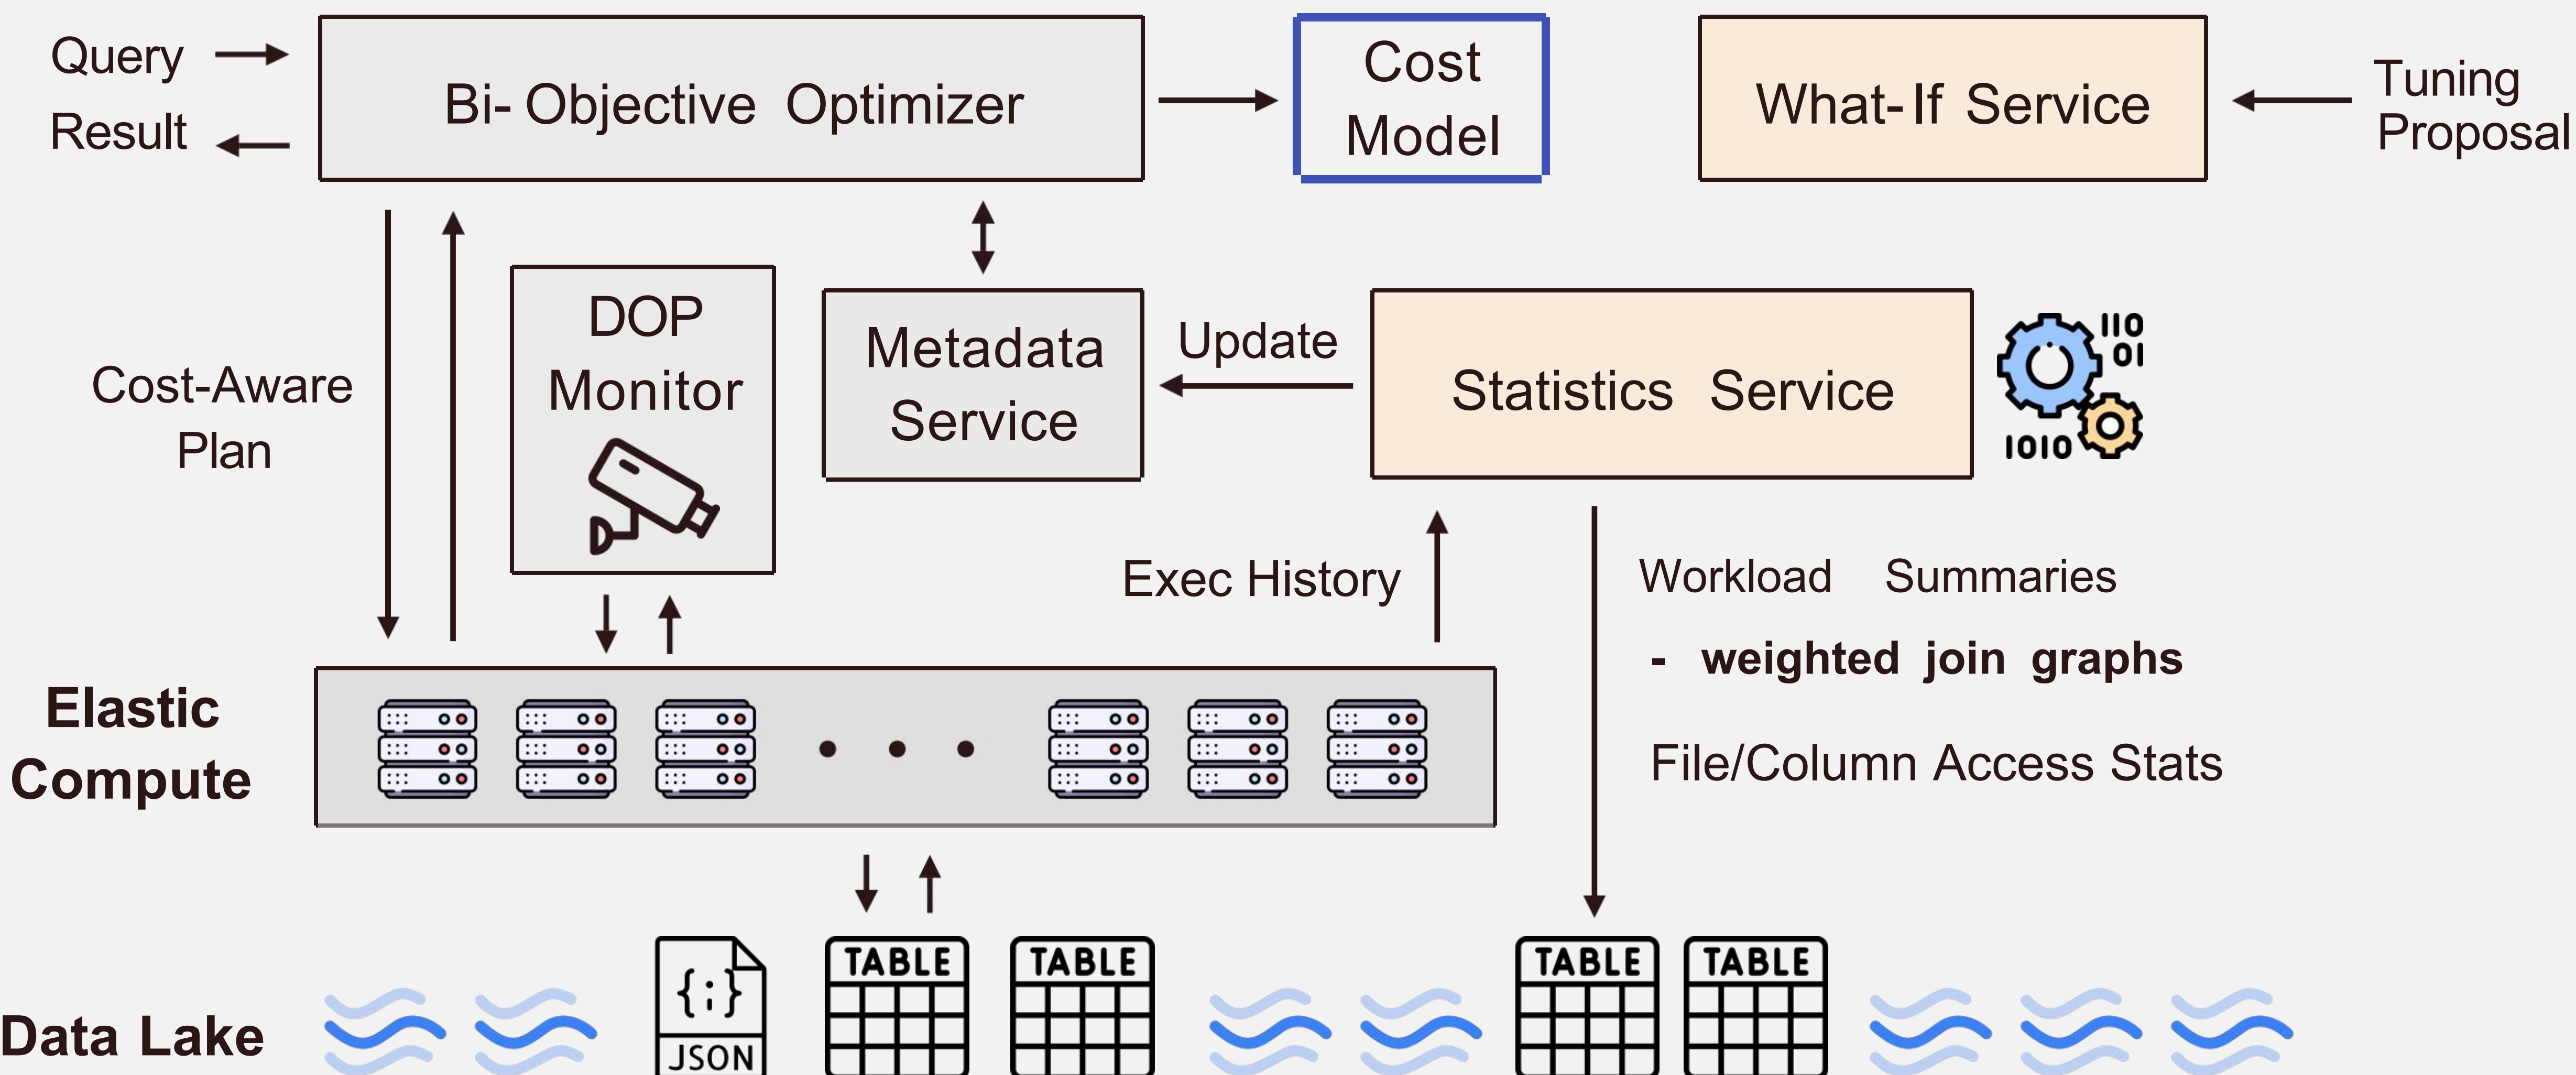 Query
Result
Bi- Objective Optimizer
Cost
Model
What-If Service
Tuning
Proposal
Cost-Aware
Plan
DOP
Monitor
Metadata
Service
Update
Statistics Service
110
01
1010
Exec History
Workload Summaries
- weighted join graphs
File/Column Access Stats
Elastic
Compute
Data Lake
{;}
JSON
TABLE
TABLE
TABLE
TABLE